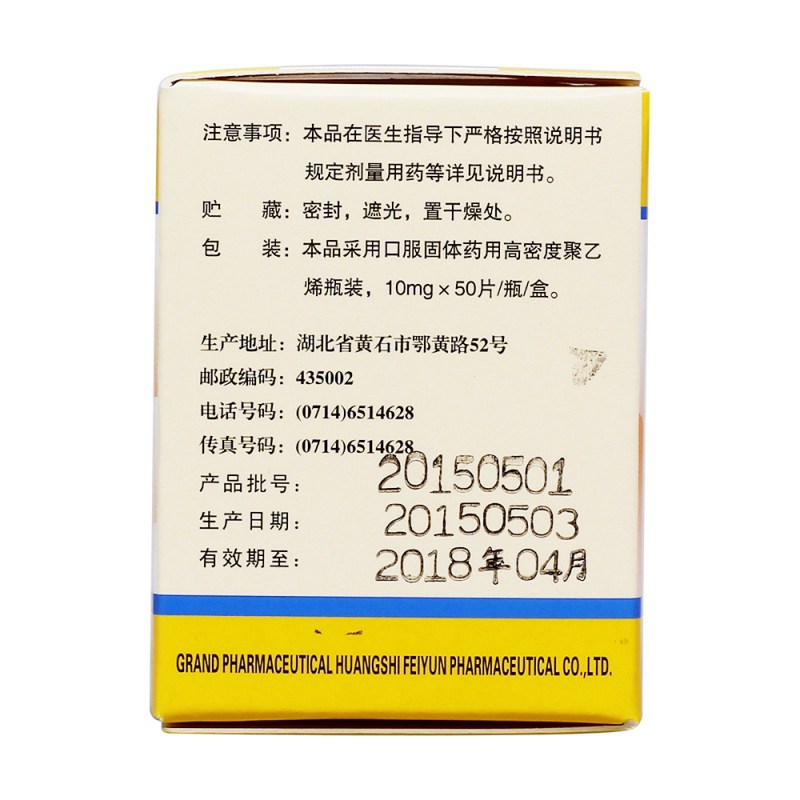 注意事项：本品在医生指导下严格按照说明书
规定剂量用药等详见说明书。
贮　　藏：密封，遮光，置干燥处。
包　　装：本品采用口服固体药用高密度聚乙
烯瓶装，10mg×50片/瓶/盒。
生产地址：湖北省黄石市鄂黄路52号
邮政编码：435002
电话号码：(0714)6514628
传真号码：(0714)6514628
产品批号：20150501
生产日期：20150503
有效期至：2018年04月
GRAND PHARMACEUTICAL HUANGSHI FEIYUN PHARMACEUTICAL CO.,LTD.